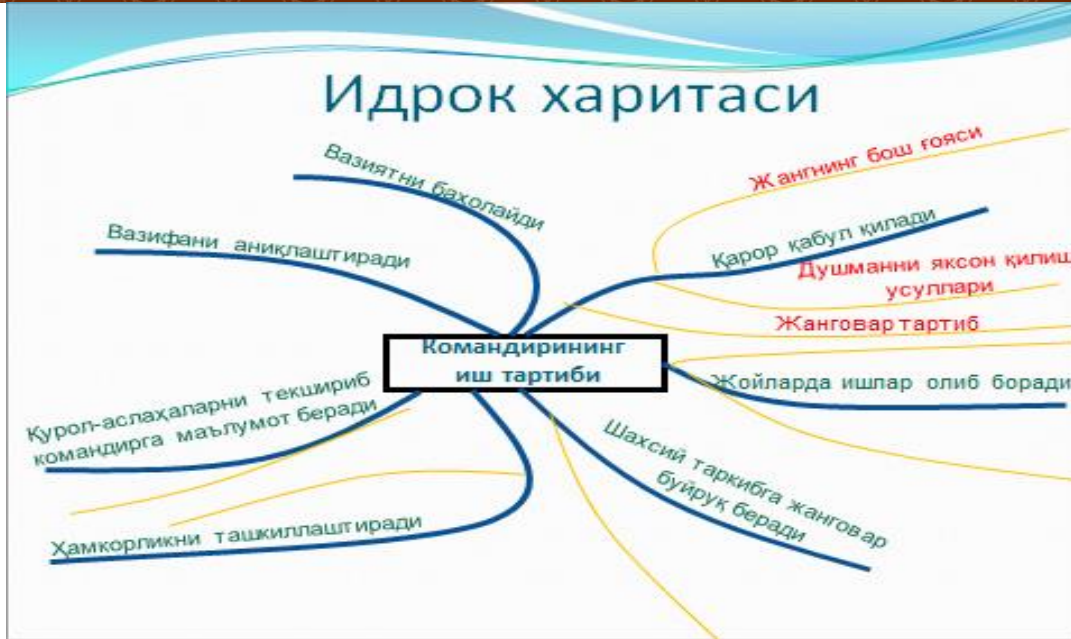 Идрок харитаси
Вазиятни баҳолайди
Вазифани аниқлаштиради
Жангнинг бош ғояси
Қарор қабул қилади
Душманни яксон қилиш
усуллари
Жанговар тартиб
Командирининг
иш тартиби
Жойларда ишлар олиб боради
Қурол-аслаҳаларни текшириб
командирга маълумот беради
Шахсий таркибга жанговар
буйруқ беради
Ҳамкорликни ташкиллаштиради